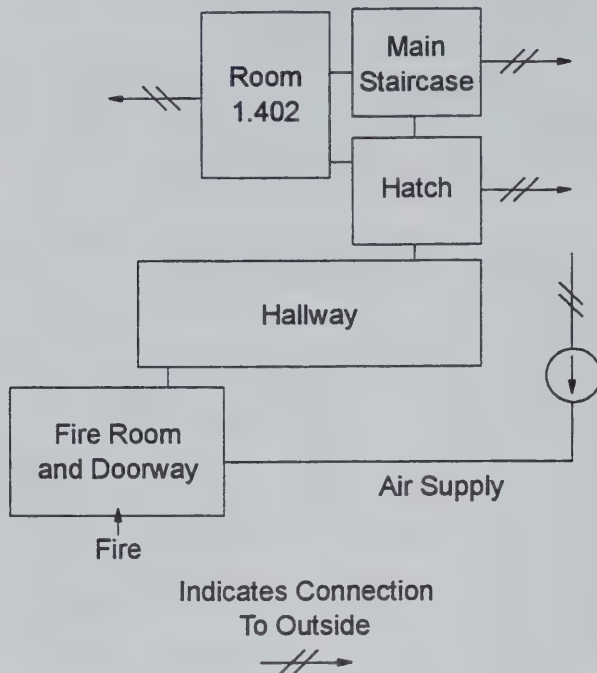 Room
1.402
Main
Staircase
Hatch
Hallway
Fire Room
and Doorway
Air Supply
Fire
Indicates Connection
To Outside